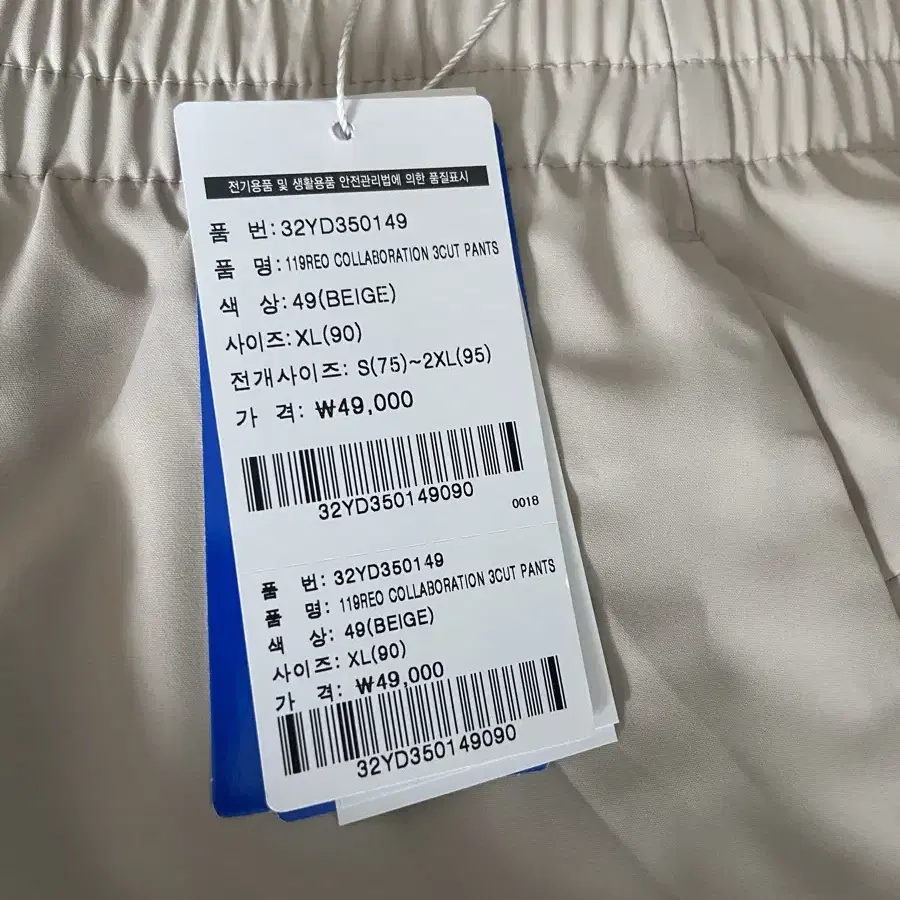 전기용품 및 생활용품 안전관리법에 의한 품질표시
품 번: 32YD350149
품 명: 119REO COLLABORATION 3CUT PANTS
색 상: 49(BEIGE)
사이즈: XL(90)
전개사이즈: S(75)~2XL(95)
가 격: ₩49,000
32YD350149090
001B
품 번: 32YD350149
품 명: 119REO COLLABORATION 3CUT PANTS
색 상: 49(BEIGE)
사이즈: XL(90)
가 격: ₩49,000
32YD350149090